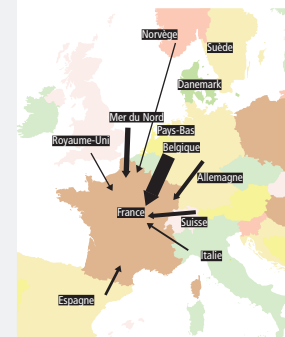 Norvège
Suède
Danemark
Mer du Nord
Pays-Bas
Royaume-Uni
Belgique
Allemagne
France
Suisse
Italie
Espagne